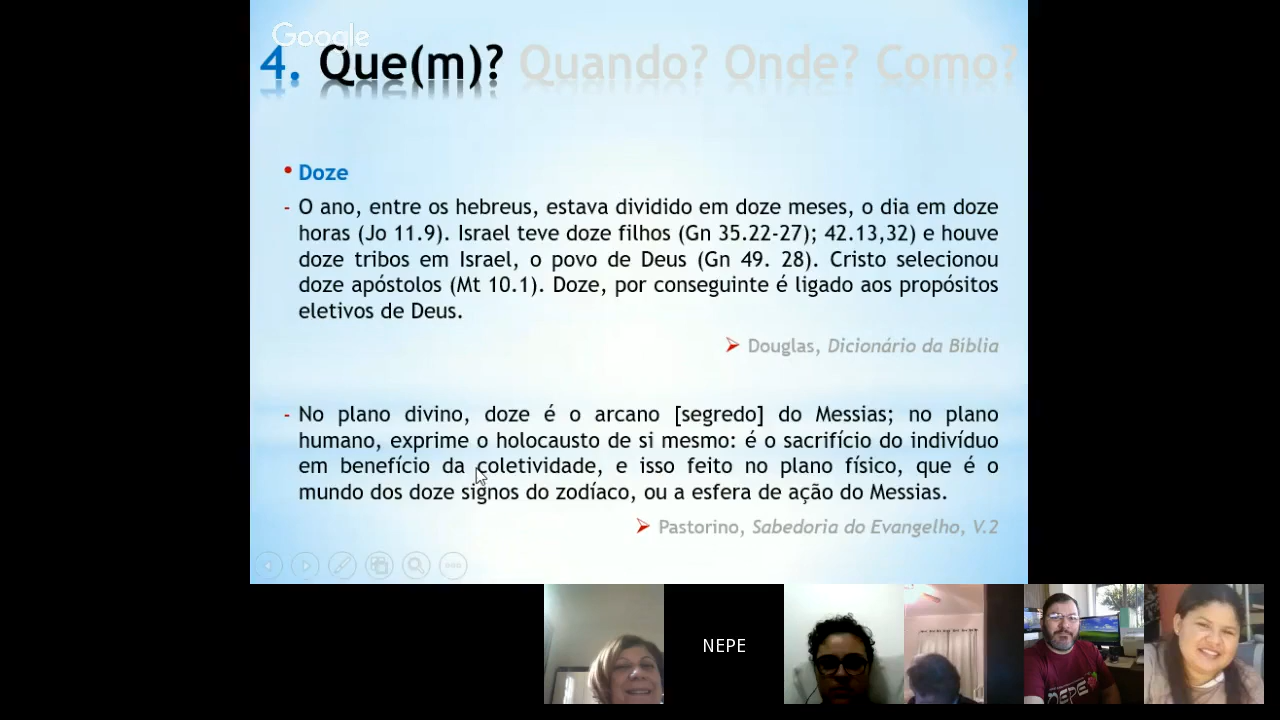 Google
4. Que(m)? Quando? Onde? Como?
• Doze
- O ano, entre os hebreus, estava dividido em doze meses, o dia em doze
horas (Jo 11.9). Israel teve doze filhos (Gn 35.22-27); 42.13,32) e houve
doze tribos em Israel, o povo de Deus (Gn 49. 28). Cristo selecionou
doze apóstolos (Mt 10.1). Doze, por conseguinte é ligado aos propósitos
eletivos de Deus.
Douglas, Dicionário da Bíblia
- No plano divino, doze é o arcano [segredo] do Messias; no plano
humano, exprime o holocausto de si mesmo: é o sacrifício do indivíduo
em benefício da coletividade, e isso feito no plano físico, que é o
mundo dos doze signos do zodíaco, ou a esfera de ação do Messias.
Pastorino, Sabedoria do Evangelho, V.2
NEPE
NEPE